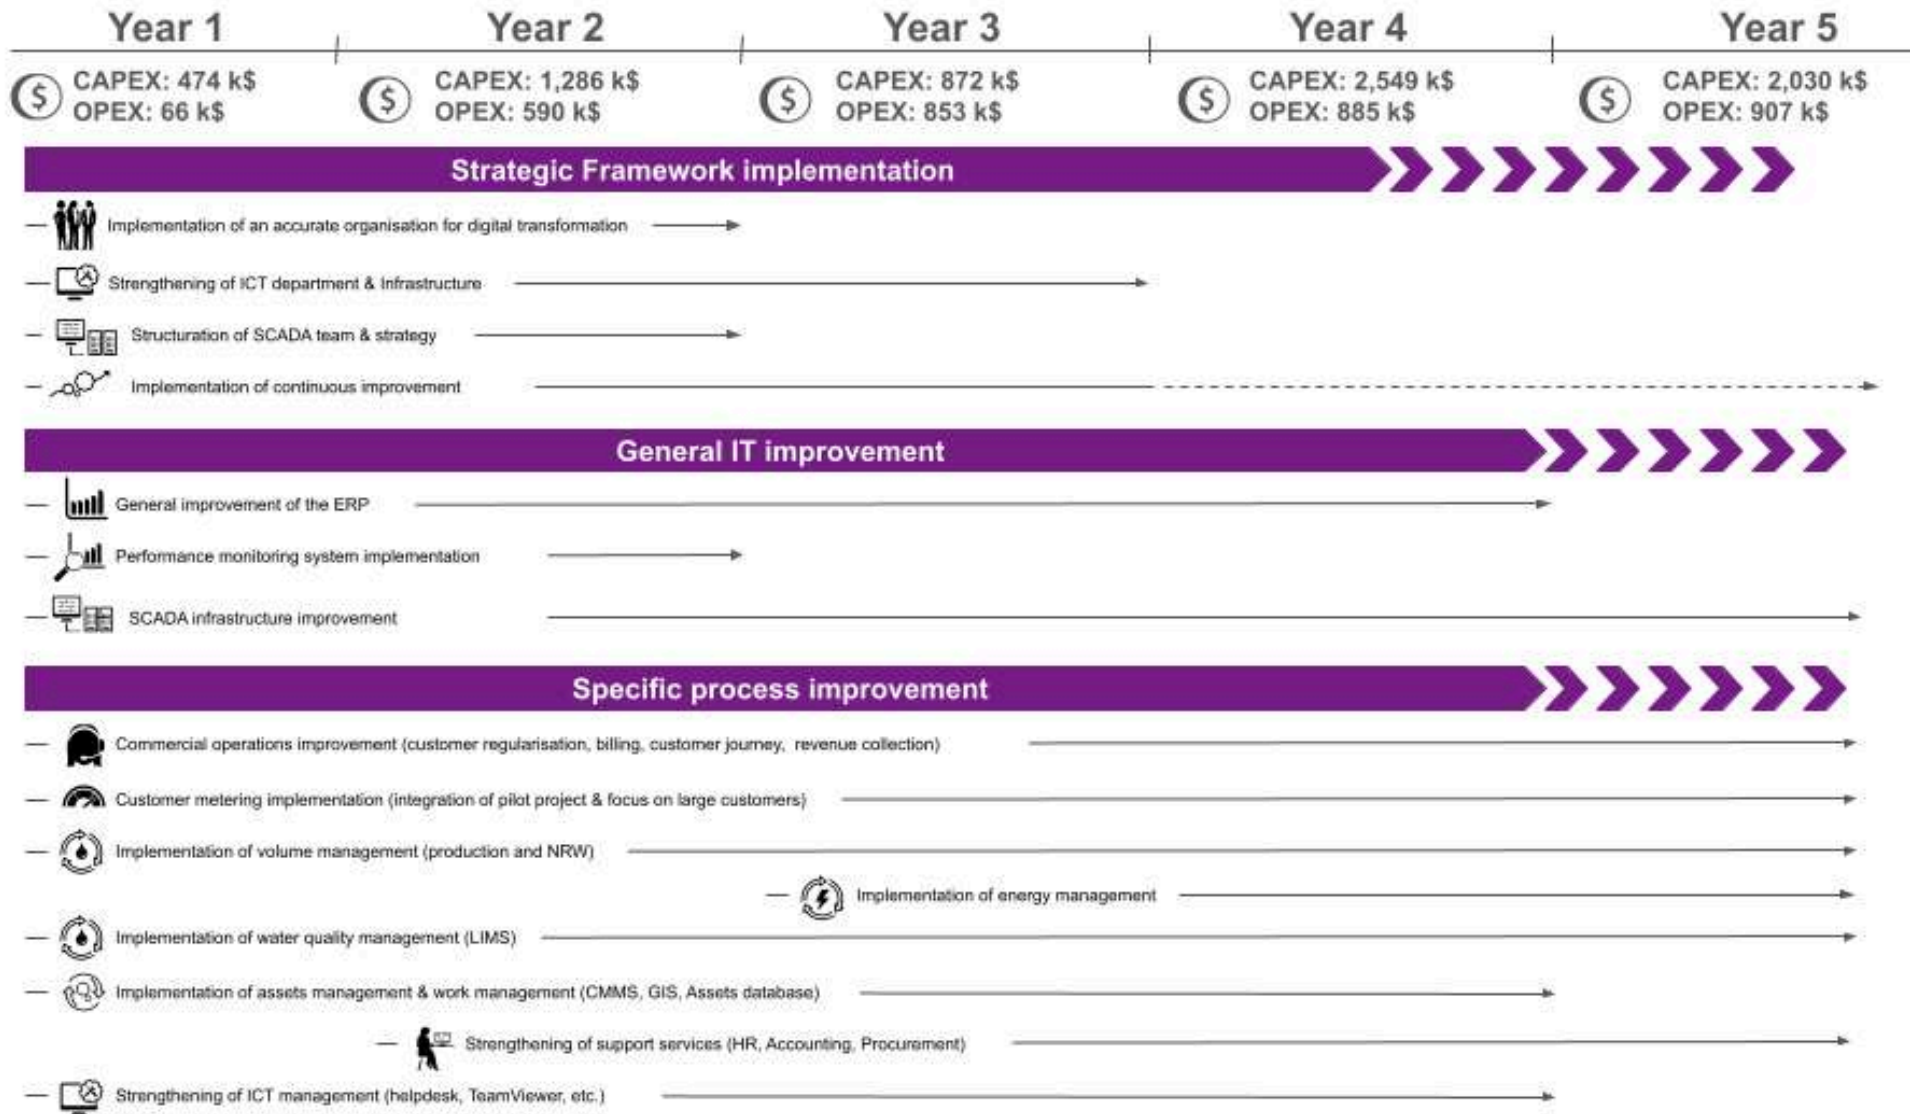 Year 1 Year 2 Year 3 Year 4 Year 5
$ CAPEX: 474 k$ $ CAPEX: 1,286 k$ $ CAPEX: 872 k$ $ CAPEX: 2,549 k$ $ CAPEX: 2,030 k$
OPEX: 66 k$ OPEX: 590 k$ OPEX: 853 k$ OPEX: 885 k$ OPEX: 907 k$
Strategic Framework implementation
Implementation of an accurate organisation for digital transformation
Strengthening of ICT department & Infrastructure
Structuration of SCADA team & strategy
Implementation of continuous improvement
General IT improvement
General improvement of the ERP
Performance monitoring system implementation
SCADA infrastructure improvement
Specific process improvement
Commercial operations improvement (customer regularisation, billing, customer journey, revenue collection)
Customer metering implementation (integration of pilot project & focus on large customers)
Implementation of volume management (production and NRW)
Implementation of energy management
Implementation of water quality management (LIMS)
Implementation of assets management & work management (CMMS, GIS, Assets database)
Strengthening of support services (HR, Accounting, Procurement)
Strengthening of ICT management (helpdesk, TeamViewer, etc.)